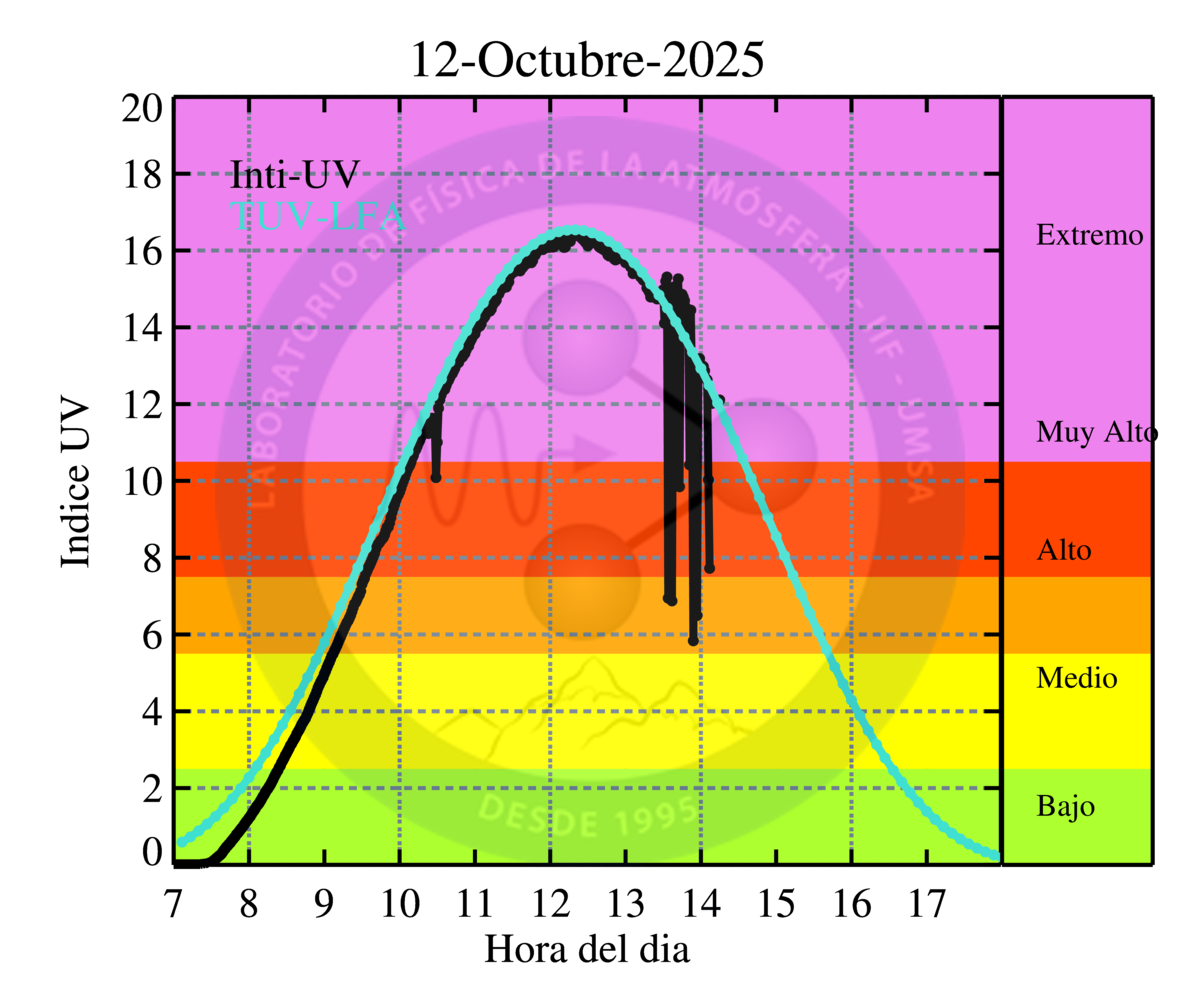 12-Octubre-2025
20
18
16
14
12
10
8
6
4
2
0
Indice UV
Inti-UV
TUV-LFA
LABORATORIO DE FÍSICA DE LA ATMÓSFERA - IIF - UMSA
DESDE 1995
Extremo
Muy Alto
Alto
Medio
Bajo
7 8 9 10 11 12 13 14 15 16 17
Hora del dia